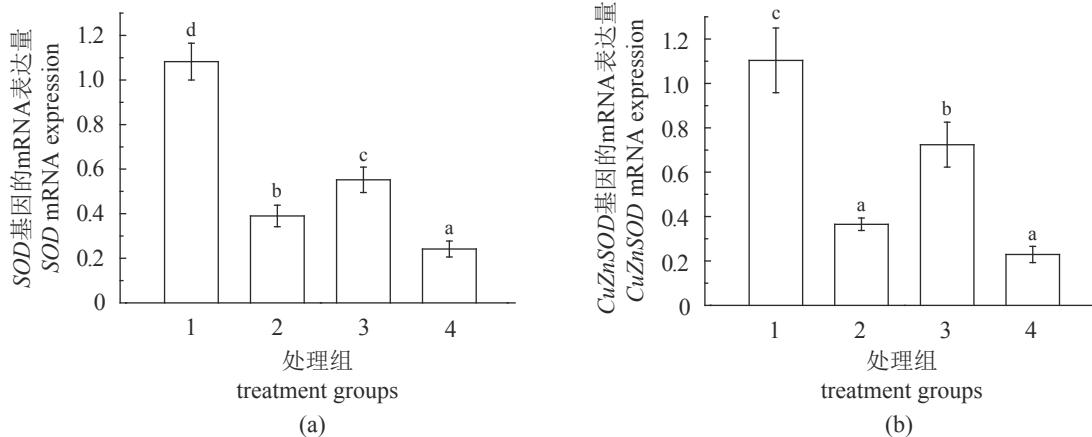 SOD基因的mRNA表达量
SOD mRNA expression
1.2
1.0
0.8
0.6
0.4
0.2
0
d
b
c
a
1
2
3
4
处理组
treatment groups
(a)
CuZnSOD基因的mRNA表达量
CuZnSOD mRNA expression
1.2
1.0
0.8
0.6
0.4
0.2
0
c
a
b
a
1
2
3
4
处理组
treatment groups
(b)